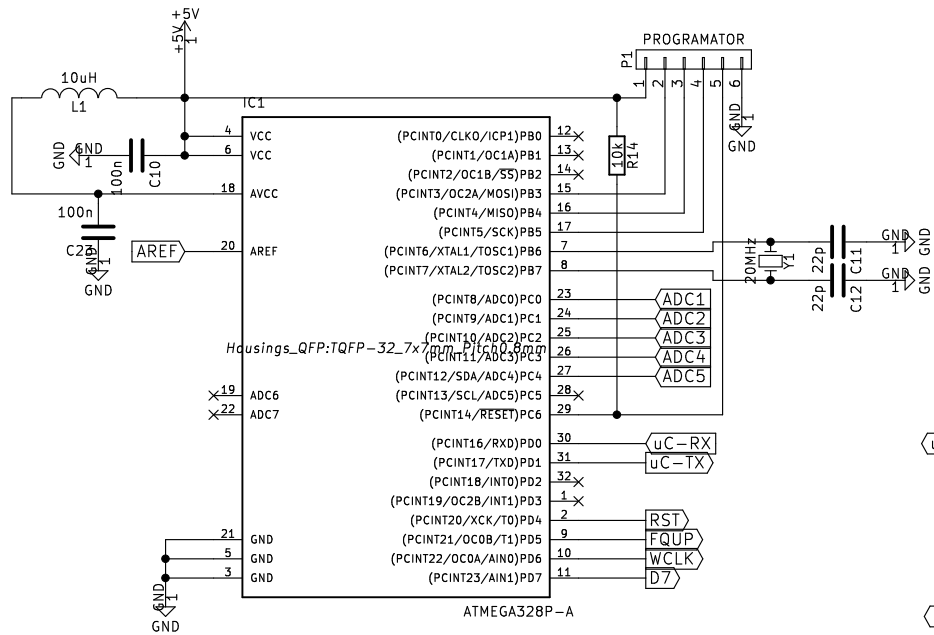 +5V
+5V 1
PROGRAMATOR
P1
1 2 3 4 5 6
GND 1
GND
10uH
L1
IC1
4 VCC
6 VCC
18 AVCC
20 AREF
19 ADC6
22 ADC7
21 GND
5 GND
3 GND
GND
GND 1
100n
C10
100n
C23
GND 1
GND
AREF
(PCINT0/CLKO/ICP1)PB0 12
(PCINT1/OC1A)PB1 13
(PCINT2/OC1B/SS)PB2 14
(PCINT3/OC2A/MOSI)PB3 15
(PCINT4/MISO)PB4 16
(PCINT5/SCK)PB5 17
(PCINT6/XTAL1/TOSC1)PB6 7
(PCINT7/XTAL2/TOSC2)PB7 8
(PCINT8/ADC0)PC0 23 ADC1
(PCINT9/ADC1)PC1 24 ADC2
(PCINT10/ADC2)PC2 25 ADC3
Housings_QFP:TQFP-32_7x7mm_Pitch0.8mm
(PCINT11/ADC3)PC3 26 ADC4
(PCINT12/SDA/ADC4)PC4 27 ADC5
(PCINT13/SCL/ADC5)PC5 28
(PCINT14/RESET)PC6 29
(PCINT16/RXD)PD0 30 uC-RX
(PCINT17/TXD)PD1 31 uC-TX
(PCINT18/INT0)PD2 32
(PCINT19/OC2B/INT1)PD3 1
(PCINT20/XCK/T0)PD4 2 RST
(PCINT21/OC0B/T1)PD5 9 FQUP
(PCINT22/OC0A/AIN0)PD6 10 WCLK
(PCINT23/AIN1)PD7 11 D7
10k
R14
20MHz
Y1
22p
C11
GND 1
GND
22p
C12
GND 1
GND
GND 1
GND
ATMEGA328P-A